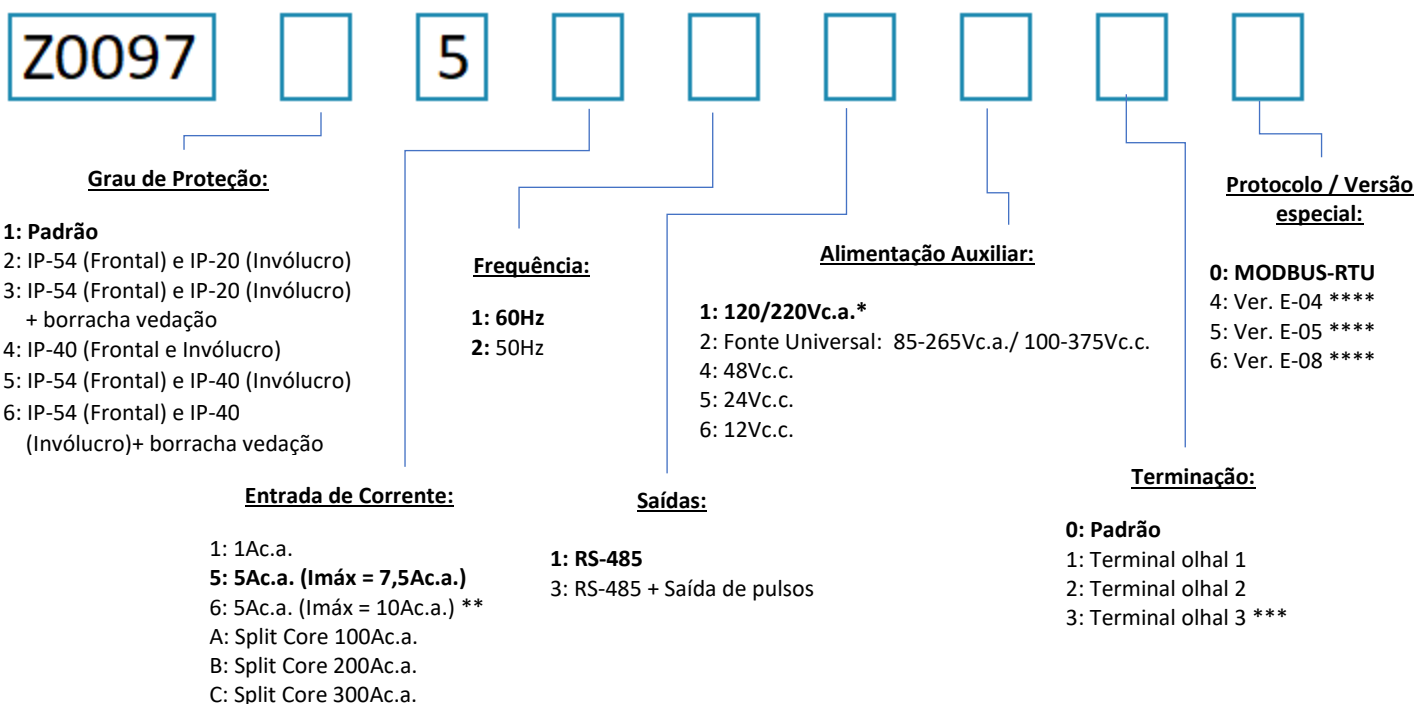 Z0097 5
Grau de Proteção:
1: Padrão
2: IP-54 (Frontal) e IP-20 (Invólucro)
3: IP-54 (Frontal) e IP-20 (Invólucro)
+ borracha vedação
4: IP-40 (Frontal e Invólucro)
5: IP-54 (Frontal) e IP-40 (Invólucro)
6: IP-54 (Frontal) e IP-40
(Invólucro)+ borracha vedação
Entrada de Corrente:
1: 1Ac.a.
5: 5Ac.a. (Imáx = 7,5Ac.a.)
6: 5Ac.a. (Imáx = 10Ac.a.) **
A: Split Core 100Ac.a.
B: Split Core 200Ac.a.
C: Split Core 300Ac.a.
Frequência:
1: 60Hz
2: 50Hz
Saídas:
1: RS-485
3: RS-485 + Saída de pulsos
Alimentação Auxiliar:
1: 120/220Vc.a.*
2: Fonte Universal: 85-265Vc.a./ 100-375Vc.c.
4: 48Vc.c.
5: 24Vc.c.
6: 12Vc.c.
Terminação:
0: Padrão
1: Terminal olhal 1
2: Terminal olhal 2
3: Terminal olhal 3 ***
Protocolo / Versão
especial:
0: MODBUS-RTU
4: Ver. E-04 ****
5: Ver. E-05 ****
6: Ver. E-08 ****